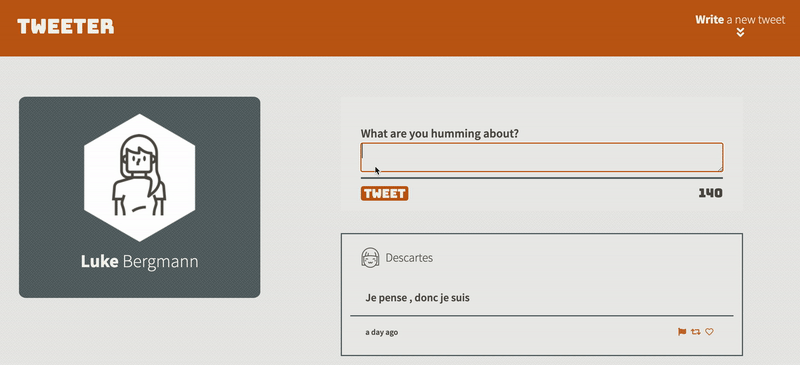 TWEETER
Write a new tweet
Luke Bergmann
What are you humming about?
TWEET
140
Descartes
Je pense , donc je suis
a day ago